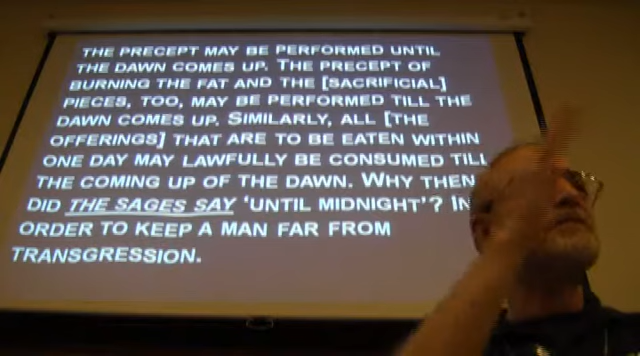 THE PRECEPT MAY BE PERFORMED UNTIL
THE DAWN COMES UP. THE PRECEPT OF
BURNING THE FAT AND THE [SACRIFICIAL]
PIECES, TOO, MAY BE PERFORMED TILL THE
DAWN COMES UP. SIMILARLY, ALL [THE
OFFERINGS] THAT ARE TO BE EATEN WITHIN
ONE DAY MAY LAWFULLY BE CONSUMED TILL
THE COMING UP OF THE DAWN. WHY THEN
DID THE SAGES SAY 'UNTIL MIDNIGHT'? IN
ORDER TO KEEP A MAN FAR FROM
TRANSGRESSION.